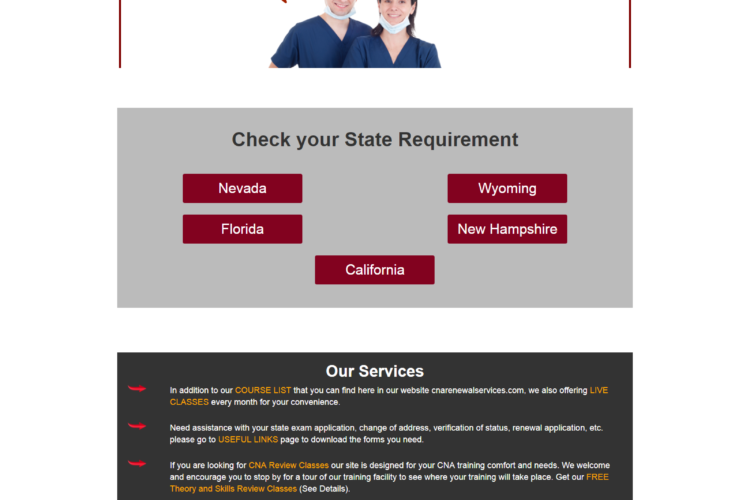 Check your State Requirement
Nevada
Wyoming
Florida
New Hampshire
California
Our Services
In addition to our COURSE LIST that you can find here in our website cnarenewalservices.com, we also offering LIVE
CLASSES every month for your convenience.
Need assistance with your state exam application, change of address, verification of status, renewal application, etc.
please go to USEFUL LINKS page to download the forms you need.
If you are looking for CNA Review Classes our site is designed for your CNA training comfort and needs. We welcome
and encourage you to stop by for a tour of our training facility to see where your training will take place. Get our FREE
Theory and Skills Review Classes (See Details).